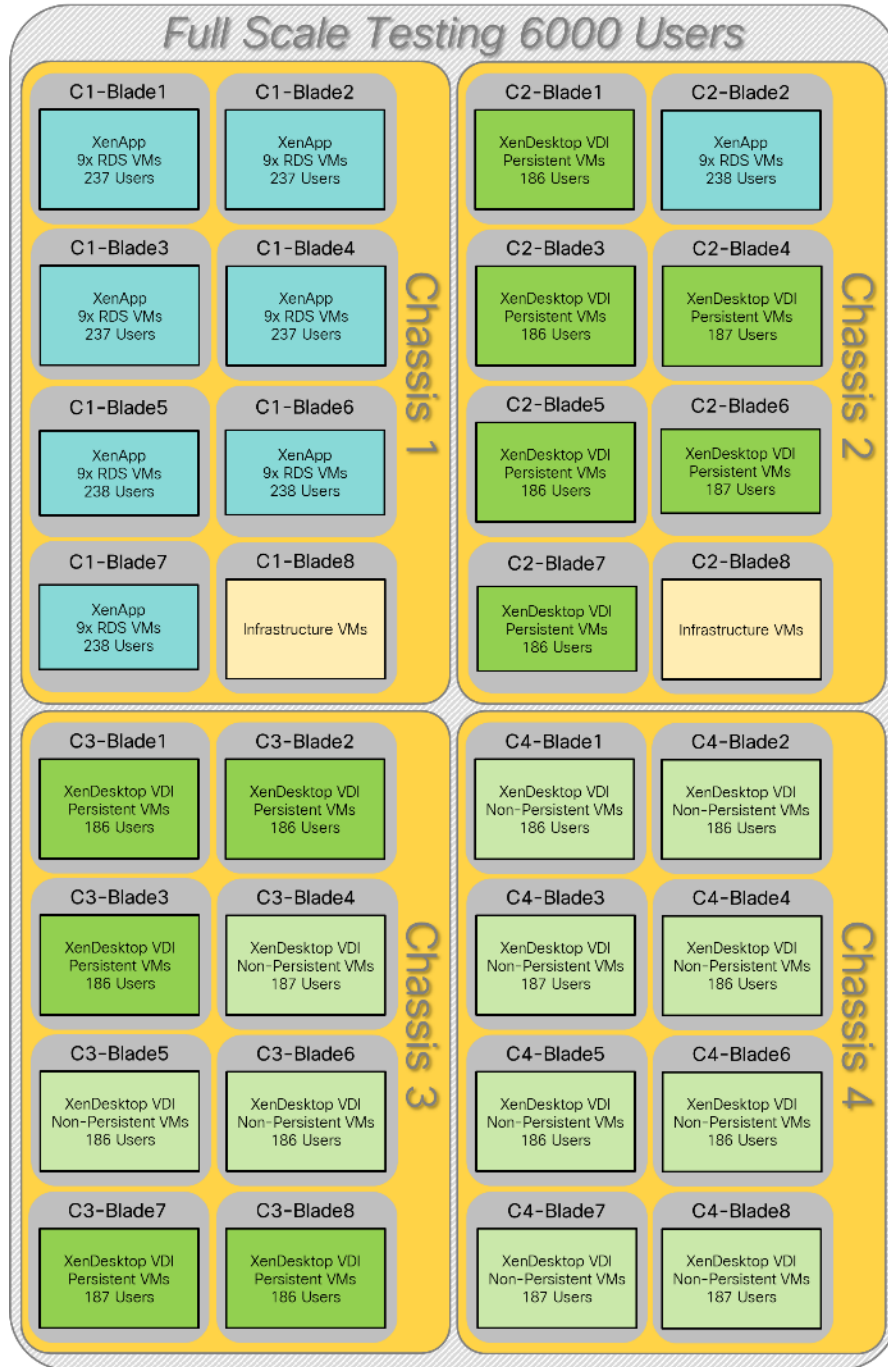 Full Scale Testing 6000 Users
C1-Blade1
XenApp
9x RDS VMs
237 Users
C1-Blade2
XenApp
9x RDS VMs
237 Users
C1-Blade3
XenApp
9x RDS VMs
237 Users
C1-Blade4
XenApp
9x RDS VMs
237 Users
C1-Blade5
XenApp
9x RDS VMs
238 Users
C1-Blade6
XenApp
9x RDS VMs
238 Users
C1-Blade7
XenApp
9x RDS VMs
238 Users
C1-Blade8
Infrastructure VMs
Chassis 1
C2-Blade1
XenDesktop VDI
Persistent VMs
186 Users
C2-Blade2
XenApp
9x RDS VMs
238 Users
C2-Blade3
XenDesktop VDI
Persistent VMs
186 Users
C2-Blade4
XenDesktop VDI
Persistent VMs
187 Users
C2-Blade5
XenDesktop VDI
Persistent VMs
186 Users
C2-Blade6
XenDesktop VDI
Persistent VMs
187 Users
C2-Blade7
XenDesktop VDI
Persistent VMs
186 Users
C2-Blade8
Infrastructure VMs
Chassis 2
C3-Blade1
XenDesktop VDI
Persistent VMs
186 Users
C3-Blade2
XenDesktop VDI
Persistent VMs
186 Users
C3-Blade3
XenDesktop VDI
Persistent VMs
186 Users
C3-Blade4
XenDesktop VDI
Non-Persistent VMs
187 Users
C3-Blade5
XenDesktop VDI
Non-Persistent VMs
186 Users
C3-Blade6
XenDesktop VDI
Non-Persistent VMs
186 Users
C3-Blade7
XenDesktop VDI
Persistent VMs
187 Users
C3-Blade8
XenDesktop VDI
Persistent VMs
186 Users
Chassis 3
C4-Blade1
XenDesktop VDI
Non-Persistent VMs
186 Users
C4-Blade2
XenDesktop VDI
Non-Persistent VMs
186 Users
C4-Blade3
XenDesktop VDI
Non-Persistent VMs
187 Users
C4-Blade4
XenDesktop VDI
Non-Persistent VMs
186 Users
C4-Blade5
XenDesktop VDI
Non-Persistent VMs
186 Users
C4-Blade6
XenDesktop VDI
Non-Persistent VMs
186 Users
C4-Blade7
XenDesktop VDI
Non-Persistent VMs
187 Users
C4-Blade8
XenDesktop VDI
Non-Persistent VMs
187 Users
Chassis 4